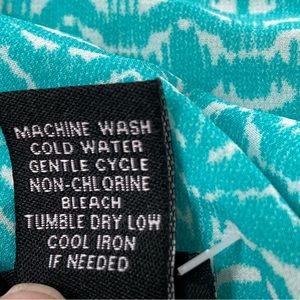 MACHINE WASH
COLD WATER
GENTLE CYCLE
NON-CHLORINE
BLEACH
TUMBLE DRY LOW
COOL IRON
IF NEEDED